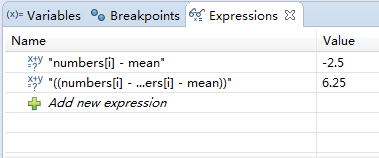 (x)= Variables Breakpoints Expressions
Name Value
"numbers[i] - mean" -2.5
"((numbers[i] - ...ers[i] - mean))" 6.25
Add new expression